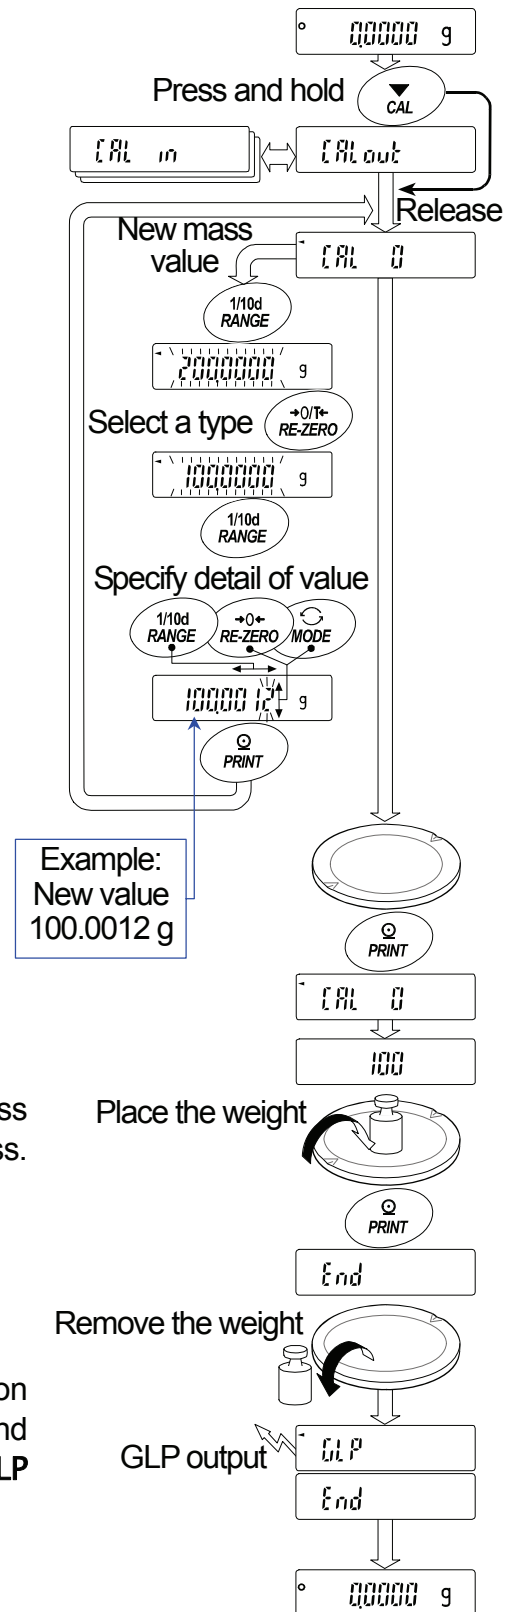 0.0000 g
Press and hold
CAL
CAL in
CAL out
Release
New mass
value
CAL 0
1/10d
RANGE
200.0000 g
Select a type
→0/T←
RE-ZERO
100.0000 g
1/10d
RANGE
Specify detail of value
1/10d
RANGE
→0←
RE-ZERO
MODE
100.0012 g
PRINT
Example:
New value
100.0012 g
PRINT
CAL 0
100
ss
Place the weight
s.
PRINT
End
Remove the weight
on
nd
GLP output
GLP
LP
End
0.0000 g